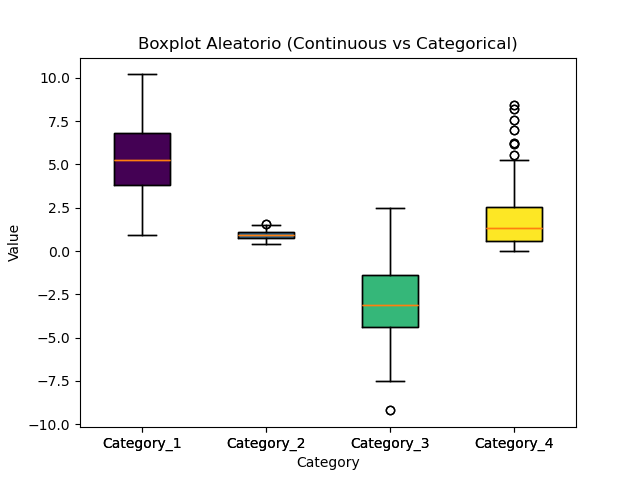 Boxplot Aleatorio (Continuous vs Categorical)
10.0
7.5
5.0
2.5
0.0
−2.5
−5.0
−7.5
−10.0
Value
Category_1 Category_2 Category_3 Category_4
Category